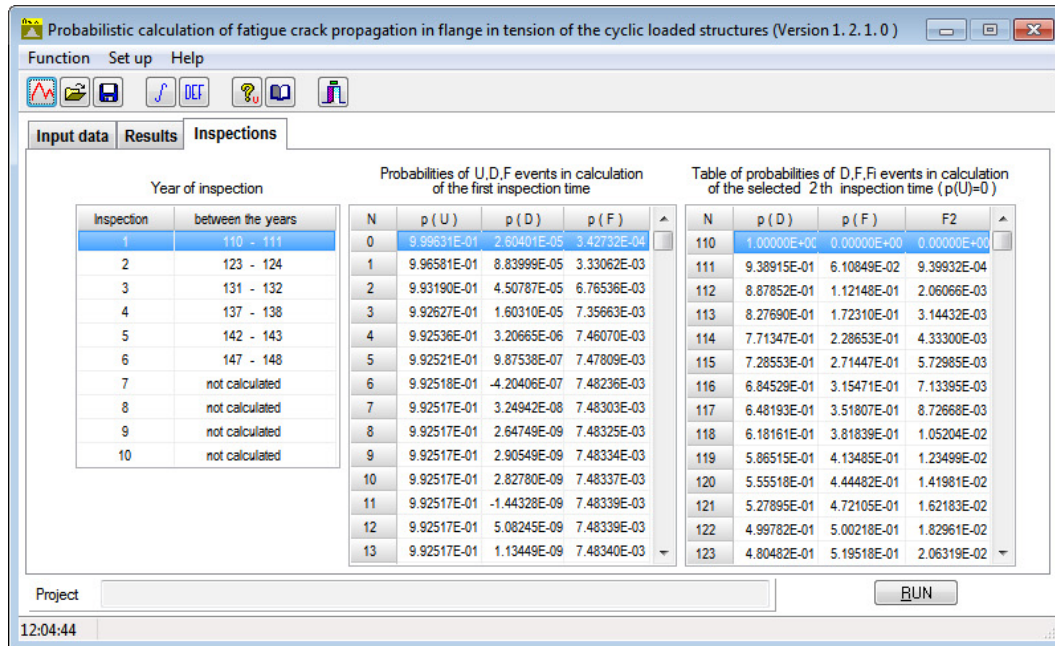 Probabilistic calculation of fatigue crack propagation in flange in tension of the cyclic loaded structures (Version 1. 2. 1. 0 )
Function Set up Help
DEF ? U
Input data Results Inspections
Year of inspection
Inspection between the years
1 110 - 111
2 123 - 124
3 131 - 132
4 137 - 138
5 142 - 143
6 147 - 148
7 not calculated
8 not calculated
9 not calculated
10 not calculated
Probabilities of U,D,F events in calculation
of the first inspection time
N p ( U ) p ( D ) p ( F )
0 9.99631E-01 2.60401E-05 3.42732E-04
1 9.96581E-01 8.83999E-05 3.33062E-03
2 9.93190E-01 4.50787E-05 6.76536E-03
3 9.92627E-01 1.60310E-05 7.35663E-03
4 9.92536E-01 3.20665E-06 7.46070E-03
5 9.92521E-01 9.87538E-07 7.47809E-03
6 9.92518E-01 -4.20406E-07 7.48236E-03
7 9.92517E-01 3.24942E-08 7.48303E-03
8 9.92517E-01 2.64749E-09 7.48325E-03
9 9.92517E-01 2.90549E-09 7.48334E-03
10 9.92517E-01 2.82780E-09 7.48337E-03
11 9.92517E-01 -1.44328E-09 7.48339E-03
12 9.92517E-01 5.08245E-09 7.48339E-03
13 9.92517E-01 1.13449E-09 7.48340E-03
Table of probabilities of D,F,Fi events in calculation
of the selected 2 th inspection time ( p(U)=0 )
N p ( D ) p ( F ) F2
110 1.00000E+00 0.00000E+00 0.00000E+00
111 9.38915E-01 6.10849E-02 9.39932E-04
112 8.87852E-01 1.12148E-01 2.06066E-03
113 8.27690E-01 1.72310E-01 3.14432E-03
114 7.71347E-01 2.28653E-01 4.33300E-03
115 7.28553E-01 2.71447E-01 5.72985E-03
116 6.84529E-01 3.15471E-01 7.13395E-03
117 6.48193E-01 3.51807E-01 8.72668E-03
118 6.18161E-01 3.81839E-01 1.05204E-02
119 5.86515E-01 4.13485E-01 1.23499E-02
120 5.55518E-01 4.44482E-01 1.41981E-02
121 5.27895E-01 4.72105E-01 1.62183E-02
122 4.99782E-01 5.00218E-01 1.82961E-02
123 4.80482E-01 5.19518E-01 2.06319E-02
Project RUN
12:04:44